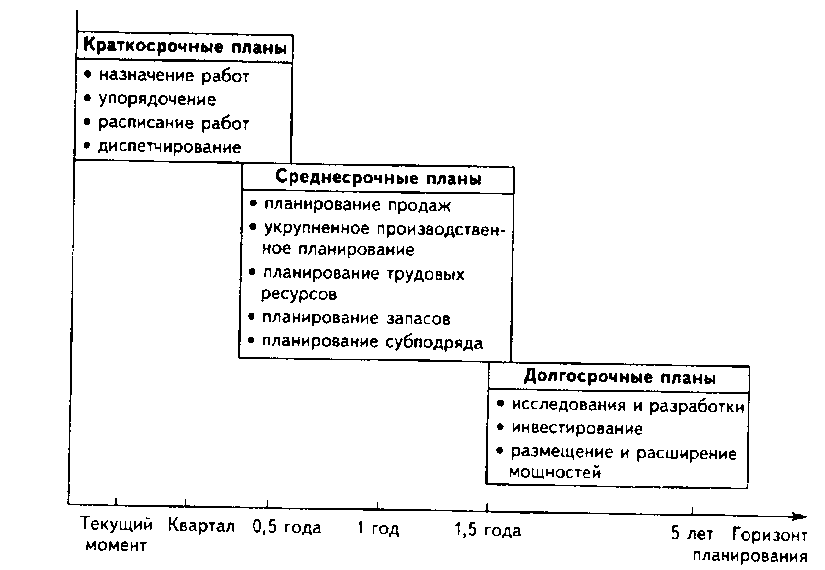 Краткосрочные планы
• назначение работ
• упорядочение
• расписание работ
• диспетчирование
Среднесрочные планы
• планирование продаж
• укрупненное производствен-
ное планирование
• планирование трудовых
ресурсов
• планирование запасов
• планирование субподряда
Долгосрочные планы
• исследования и разработки
• инвестирование
• размещение и расширение
мощностей
Текущий
момент
Квартал
0,5 года
1 год
1,5 года
5 лет
Горизонт
планирования